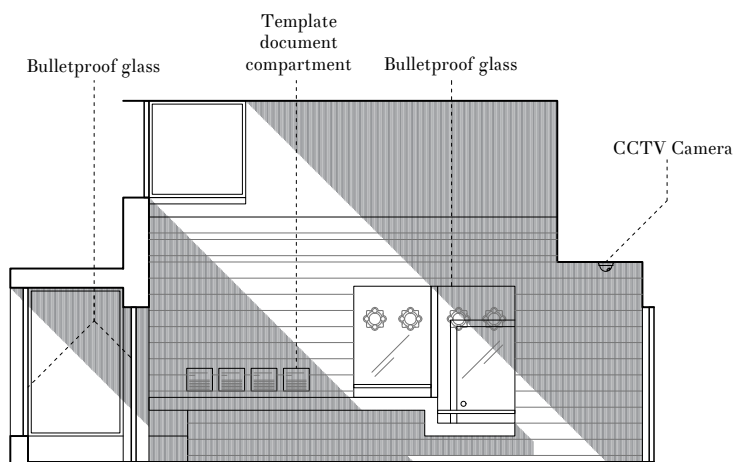 Template
document
compartment
Bulletproof glass
Bulletproof glass
CCTV Camera